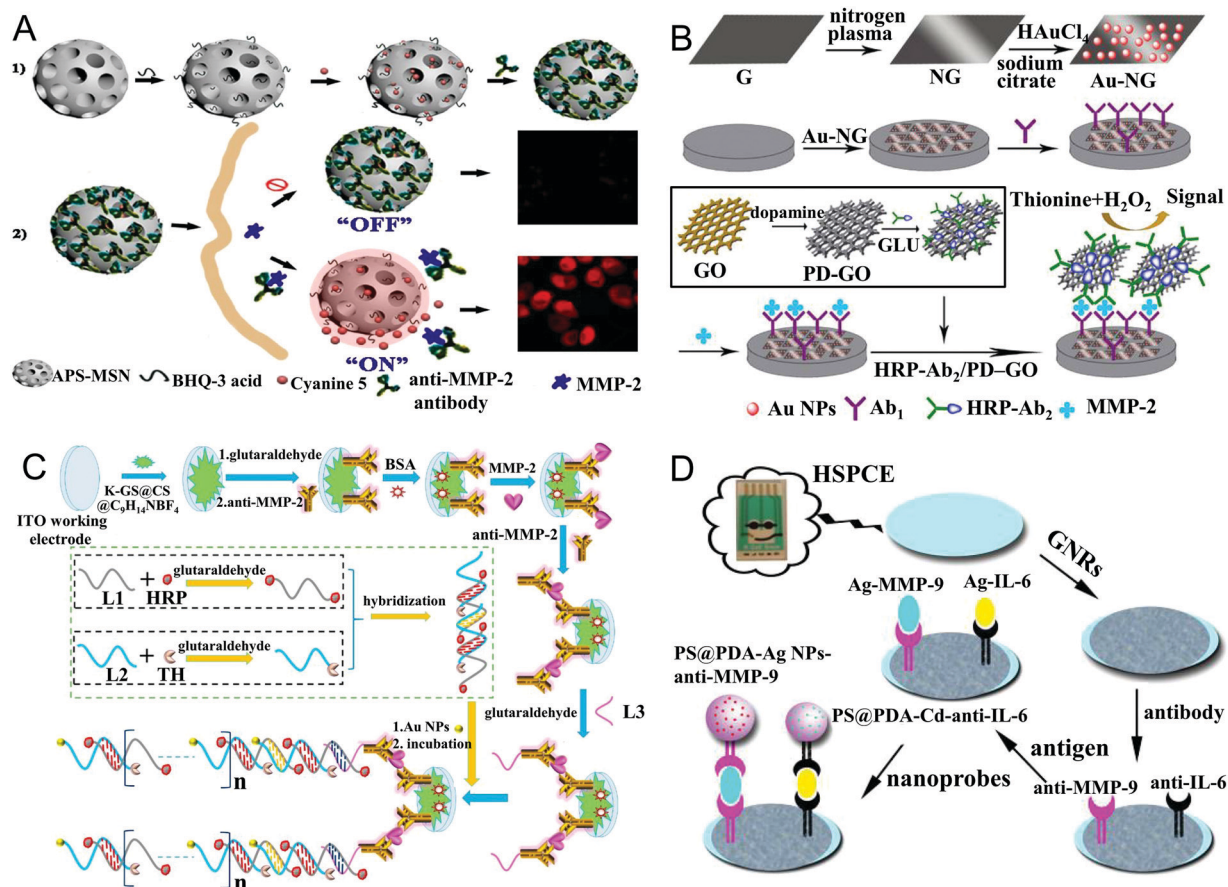 A
1)
2)
"OFF"
"ON"
APS-MSN
BHQ-3 acid
Cyanine 5
anti-MMP-2
antibody
MMP-2
B
nitrogen
plasma
HAuCl4
sodium
citrate
G
NG
Au-NG
Au-NG
Thionine+H2O2
Signal
dopamine
GLU
GO
PD-GO
HRP-Ab2/PD–GO
Au NPs
Ab1
HRP-Ab2
MMP-2
C
1.glutaraldehyde
2.anti-MMP-2
BSA
MMP-2
K-GS@CS
@C9H14NBF4
ITO working
electrode
anti-MMP-2
L1
+
HRP
glutaraldehyde
hybridization
L2
+
TH
glutaraldehyde
glutaraldehyde
L3
1.Au NPs
2. incubation
n
n
D
HSPCE
GNRs
Ag-MMP-9
Ag-IL-6
PS@PDA-Ag NPs-
anti-MMP-9
PS@PDA-Cd-anti-IL-6
antibody
antigen
nanoprobes
anti-MMP-9
anti-IL-6